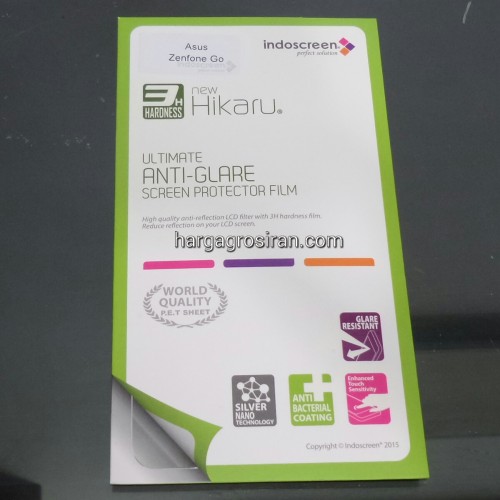 Asus
Zenfone Go
indoscreen
perfect solution
3H
HARDNESS
new
Hikaru®
ULTIMATE
ANTI-GLARE
SCREEN PROTECTOR FILM
High quality anti-reflection LCD filter with 3H hardness film.
Reduce reflection on your LCD screen.
hargagrosiran.com
WORLD
QUALITY
P.E.T SHEET
GLARE
RESISTANT
SILVER
NANO
TECHNOLOGY
ANTI
BACTERIAL
COATING
Enhanced
Touch
Sensitivity
Copyright © Indoscreen® 2015